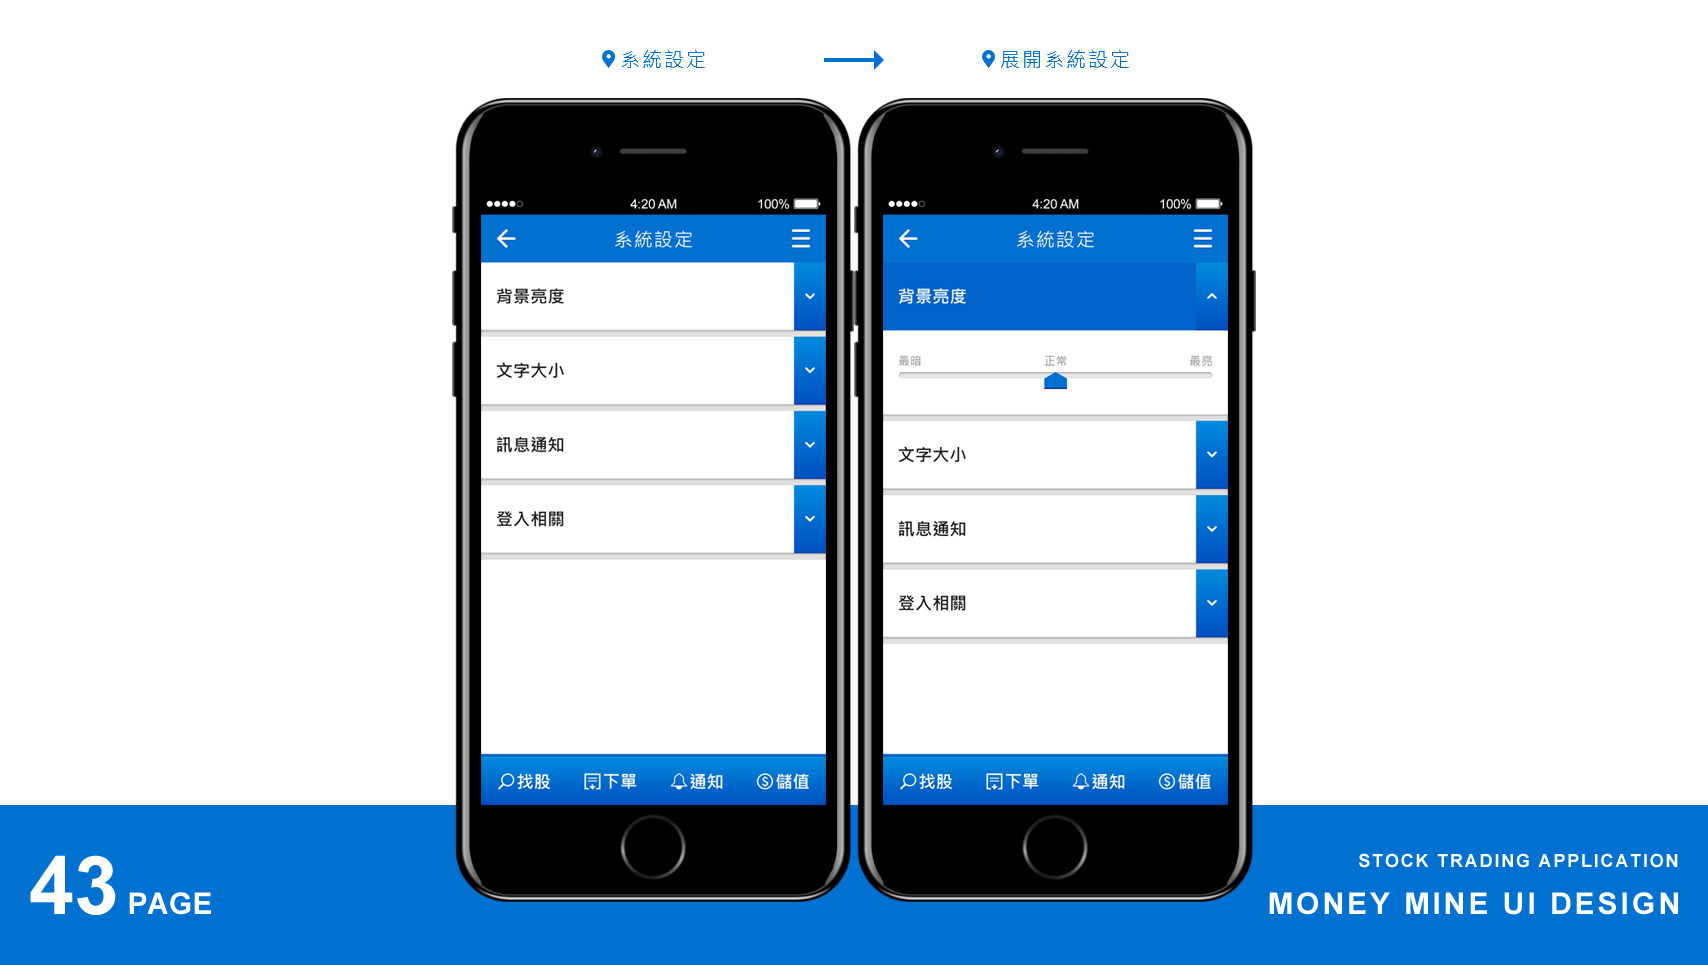 系統設定
展開系統設定
4:20 AM
100%
系統設定
背景亮度
文字大小
訊息通知
登入相關
找股
下單
通知
儲值
4:20 AM
100%
系統設定
背景亮度
最暗
正常
最亮
文字大小
訊息通知
登入相關
找股
下單
通知
儲值
43 PAGE
STOCK TRADING APPLICATION
MONEY MINE UI DESIGN